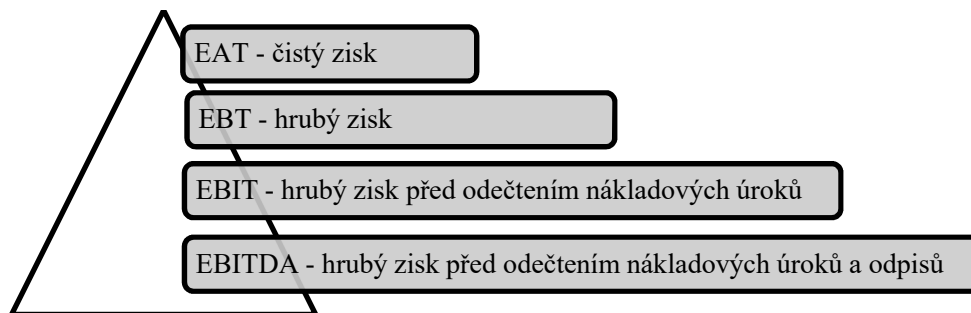 EAT - čistý zisk
EBT - hrubý zisk
EBIT - hrubý zisk před odečtením nákladových úroků
EBITDA - hrubý zisk před odečtením nákladových úroků a odpisů